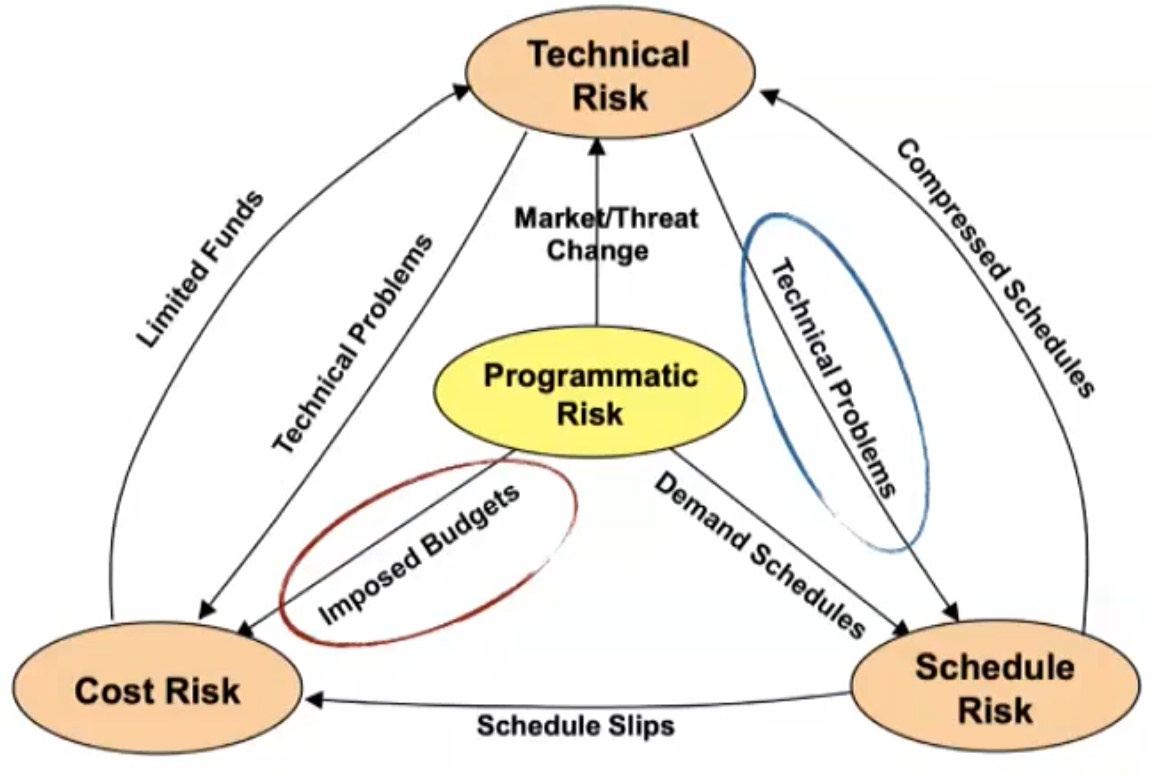 Technical
Risk
Limited Funds
Technical Problems
Market/Threat
Change
Technical Problems
Compressed Schedules
Programmatic
Risk
Imposed Budgets
Demand Schedules
Cost Risk
Schedule
Risk
Schedule Slips